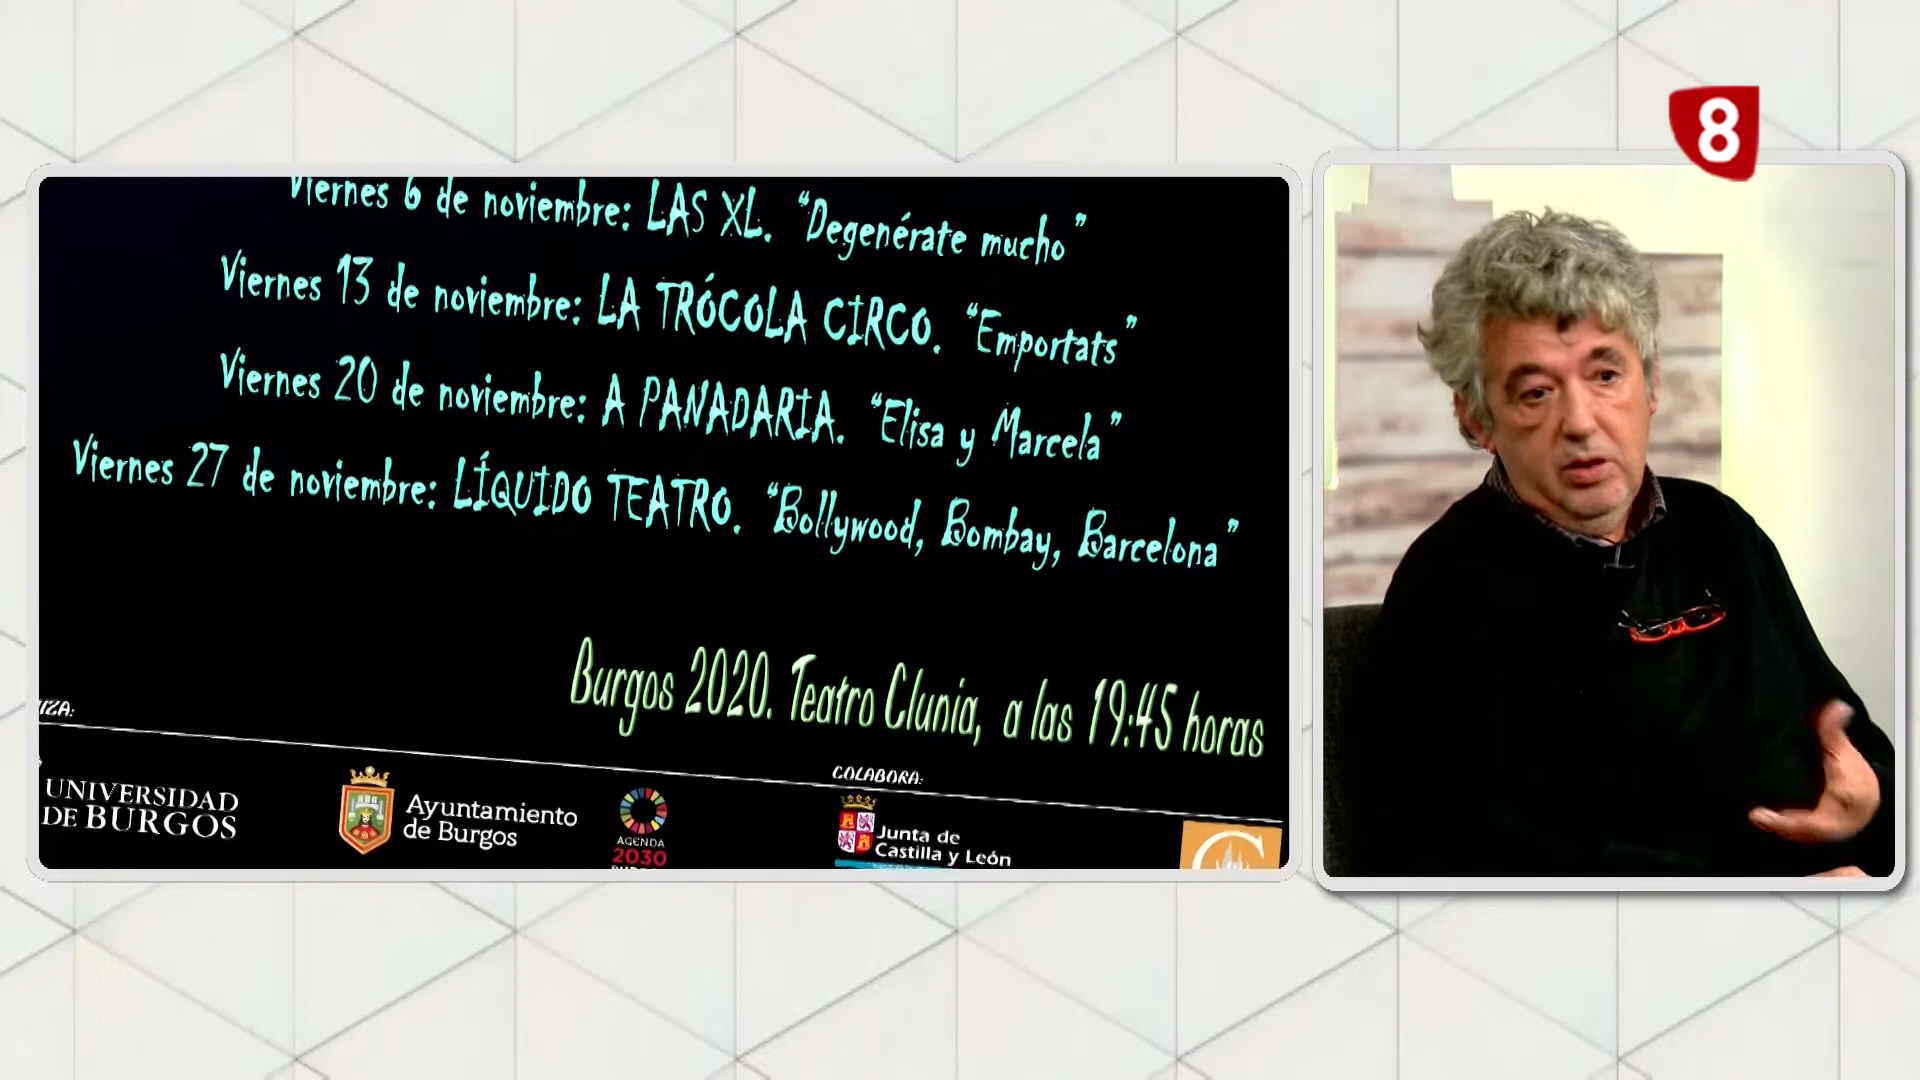 8
Viernes 6 de noviembre: LAS XL. “Degenérate mucho”
Viernes 13 de noviembre: LA TRÓCOLA CIRCO. “Emportats”
Viernes 20 de noviembre: A PANADARIA. “Elisa y Marcela”
Viernes 27 de noviembre: LÍQUIDO TEATRO. “Bollywood, Bombay, Barcelona”
Burgos 2020. Teatro Clunia, a las 19:45 horas
IZA:
COLABORA:
UNIVERSIDAD
DE BURGOS
Ayuntamiento
de Burgos
AGENDA
2030
Junta de
Castilla y León